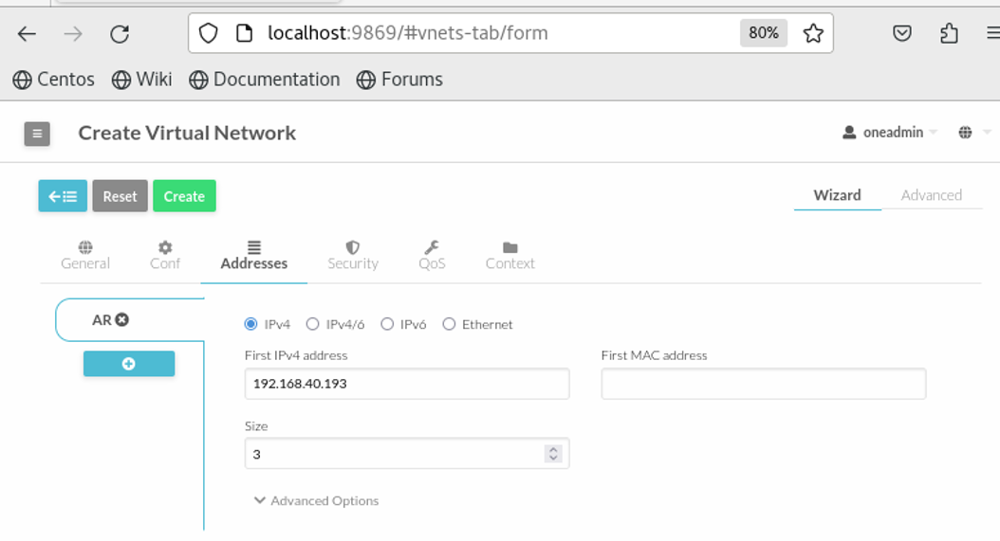 localhost:9869/#vnets-tab/form 80%
Centos Wiki Documentation Forums
Create Virtual Network oneadmin
Reset Create Wizard Advanced
General Conf Addresses Security QoS Context
AR
IPv4 IPv4/6 IPv6 Ethernet
First IPv4 address First MAC address
192.168.40.193
Size
3
Advanced Options